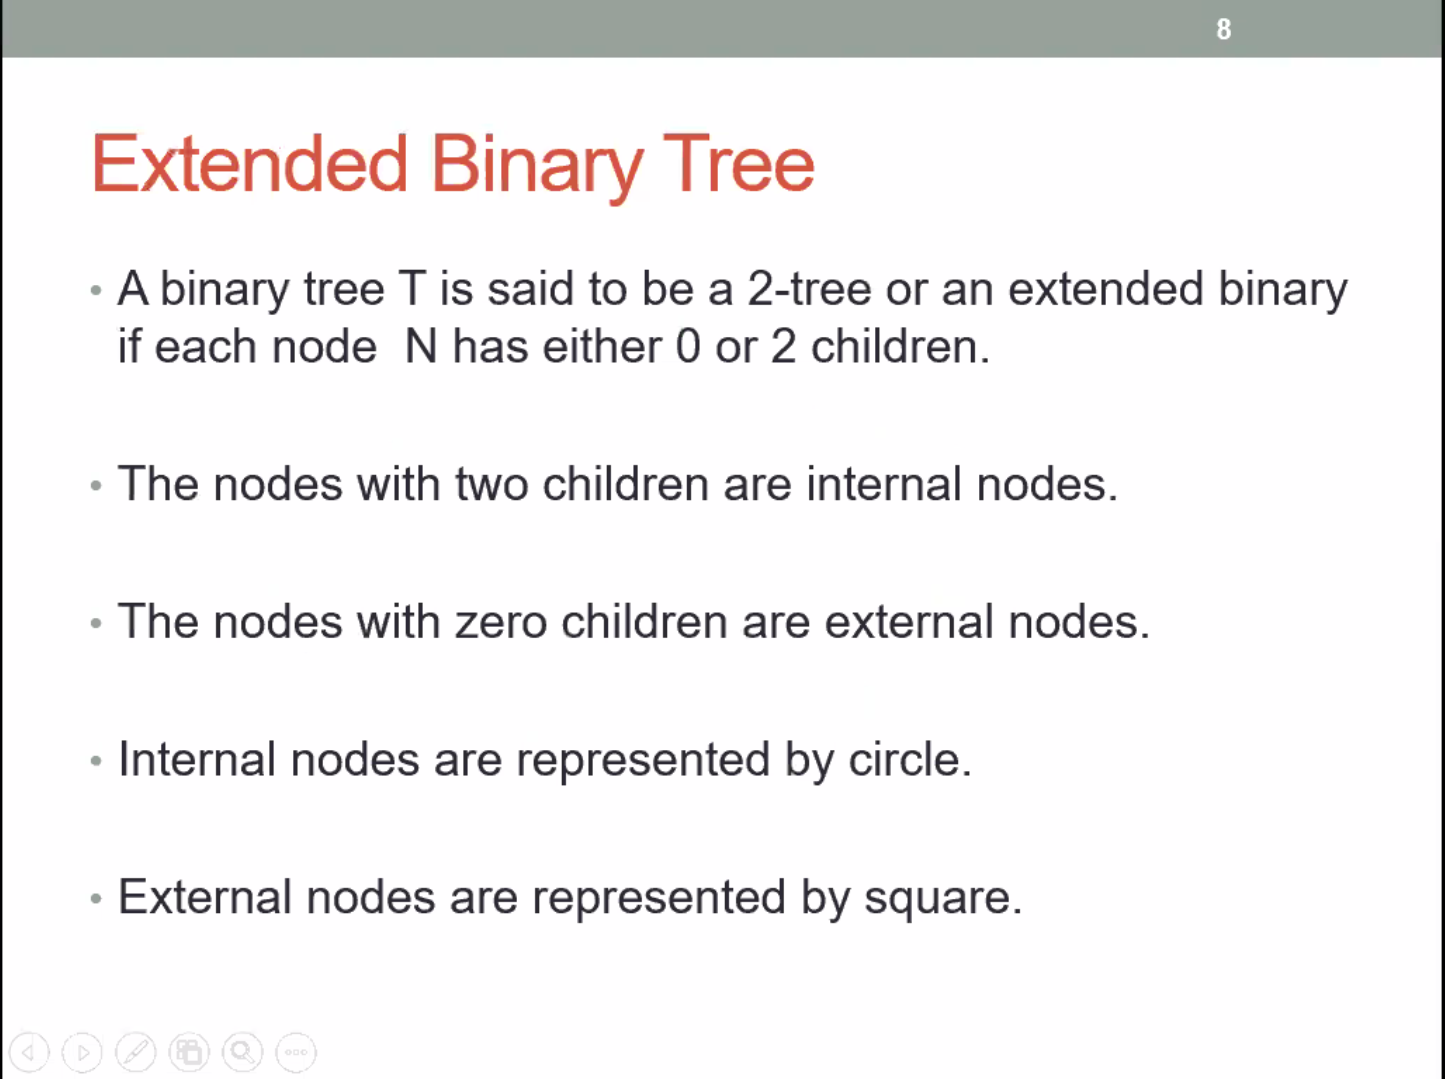 8
Extended Binary Tree
• A binary tree T is said to be a 2-tree or an extended binary
if each node  N has either 0 or 2 children.
• The nodes with two children are internal nodes.
• The nodes with zero children are external nodes.
• Internal nodes are represented by circle.
• External nodes are represented by square.